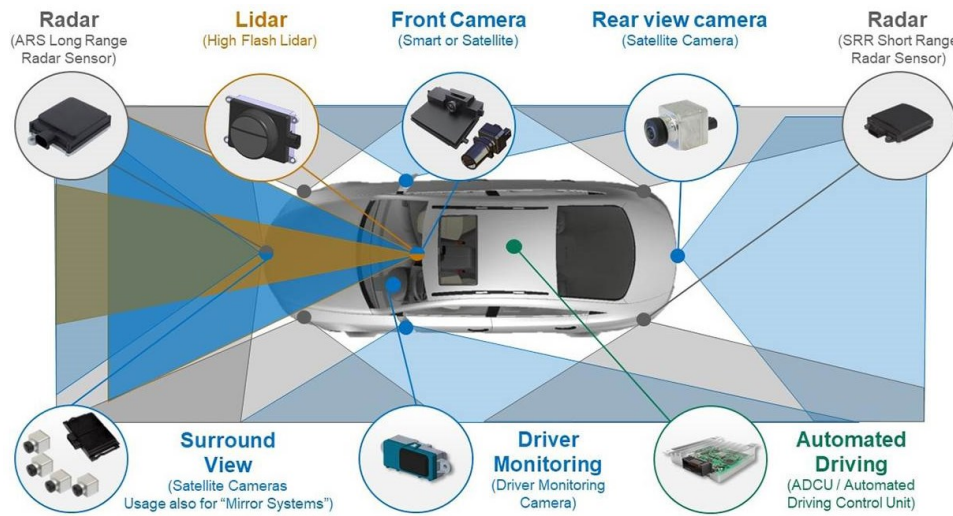 Radar
(ARS Long Range
Radar Sensor)
Lidar
(High Flash Lidar)
Front Camera
(Smart or Satellite)
Rear view camera
(Satellite Camera)
Radar
(SRR Short Range
Radar Sensor)
Surround
View
(Satellite Cameras
Usage also for “Mirror Systems”)
Driver
Monitoring
(Driver Monitoring
Camera)
Automated
Driving
(ADCU / Automated
Driving Control Unit)